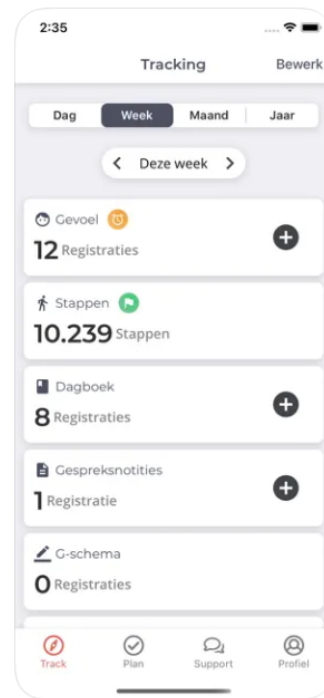 2:35
Tracking Bewerk
Dag Week Maand Jaar
Deze week
Gevoel
12 Registraties
Stappen
10.239 Stappen
Dagboek
8 Registraties
Gespreksnotities
1 Registratie
G-schema
0 Registraties
Track Plan Support Profiel